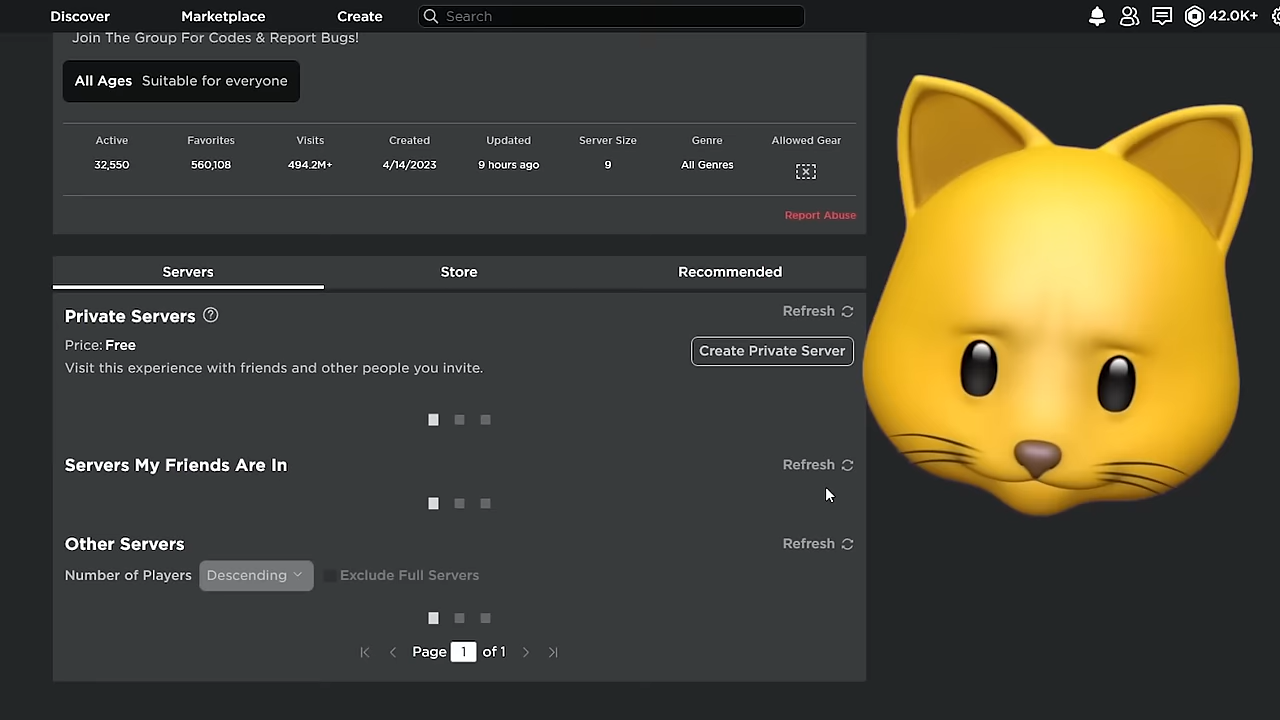 Discover Marketplace Create Search 42.0K+
Join The Group For Codes & Report Bugs!
All Ages Suitable for everyone
Active Favorites Visits Created Updated Server Size Genre Allowed Gear
32,550 560,108 494.2M+ 4/14/2023 9 hours ago 9 All Genres
Report Abuse
Servers Store Recommended
Private Servers Refresh
Price: Free Create Private Server
Visit this experience with friends and other people you invite.
Servers My Friends Are In Refresh
Other Servers Refresh
Number of Players Descending Exclude Full Servers
Page 1 of 1